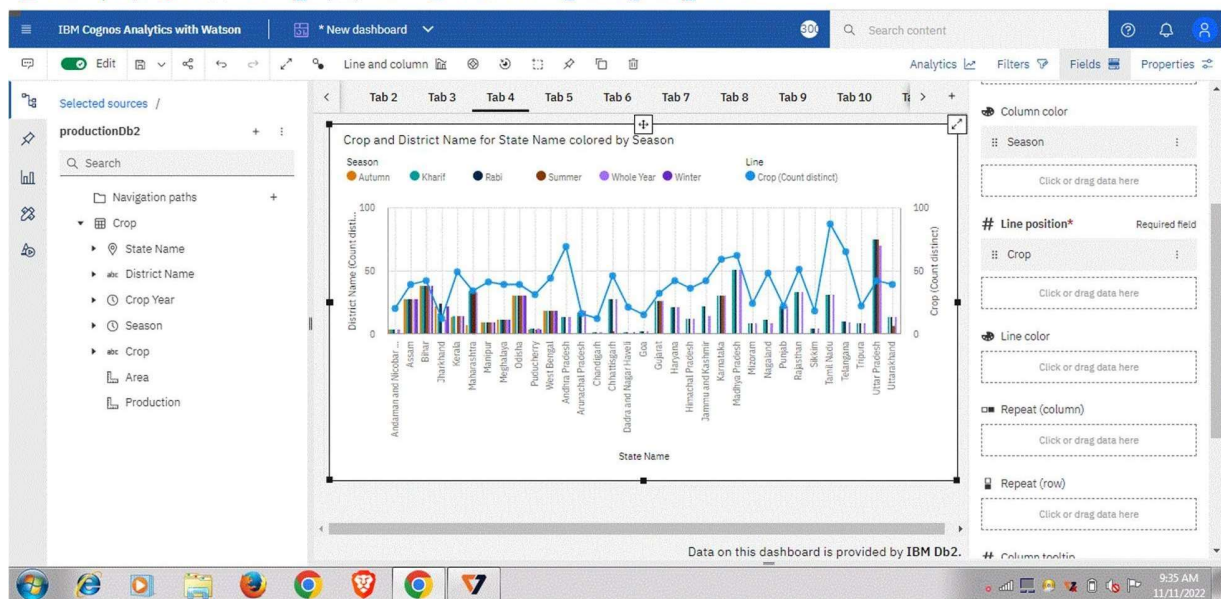 IBM Cognos Analytics with Watson
* New dashboard
Search content
Edit
Line and column
Analytics
Filters
Fields
Properties
Selected sources /
productionDb2
Search
Navigation paths
Crop
State Name
abc District Name
Crop Year
Season
abc Crop
Area
Production
Tab 2 Tab 3 Tab 4 Tab 5 Tab 6 Tab 7 Tab 8 Tab 9 Tab 10
Crop and District Name for State Name colored by Season
Season
Autumn Kharif Rabi Summer Whole Year Winter
Line
Crop (Count distinct)
District Name (Count disti...
100
50
0
100
50
0
Crop (Count distinct)
Andaman and Nicobar ...
Assam
Bihar
Jharkhand
Kerala
Maharashtra
Manipur
Meghalaya
Odisha
Puducherry
West Bengal
Andhra Pradesh
Arunachal Pradesh
Chandigarh
Chhattisgarh
Dadra and Nagar Haveli
Goa
Gujarat
Haryana
Himachal Pradesh
Jammu and Kashmir
Karnataka
Madhya Pradesh
Mizoram
Nagaland
Punjab
Rajasthan
Sikkim
Tamil Nadu
Telangana
Tripura
Uttar Pradesh
Uttarakhand
State Name
Data on this dashboard is provided by IBM Db2.
Column color
Season
Click or drag data here
# Line position* Required field
Crop
Click or drag data here
Line color
Click or drag data here
Repeat (column)
Click or drag data here
Repeat (row)
Click or drag data here
# Column tooltip
9:35 AM
11/11/2022